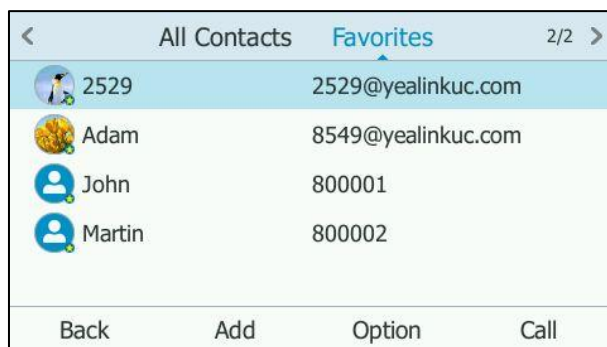 < All Contacts Favorites 2/2 >
2529 2529@yealinkuc.com
Adam 8549@yealinkuc.com
John 800001
Martin 800002
Back Add Option Call